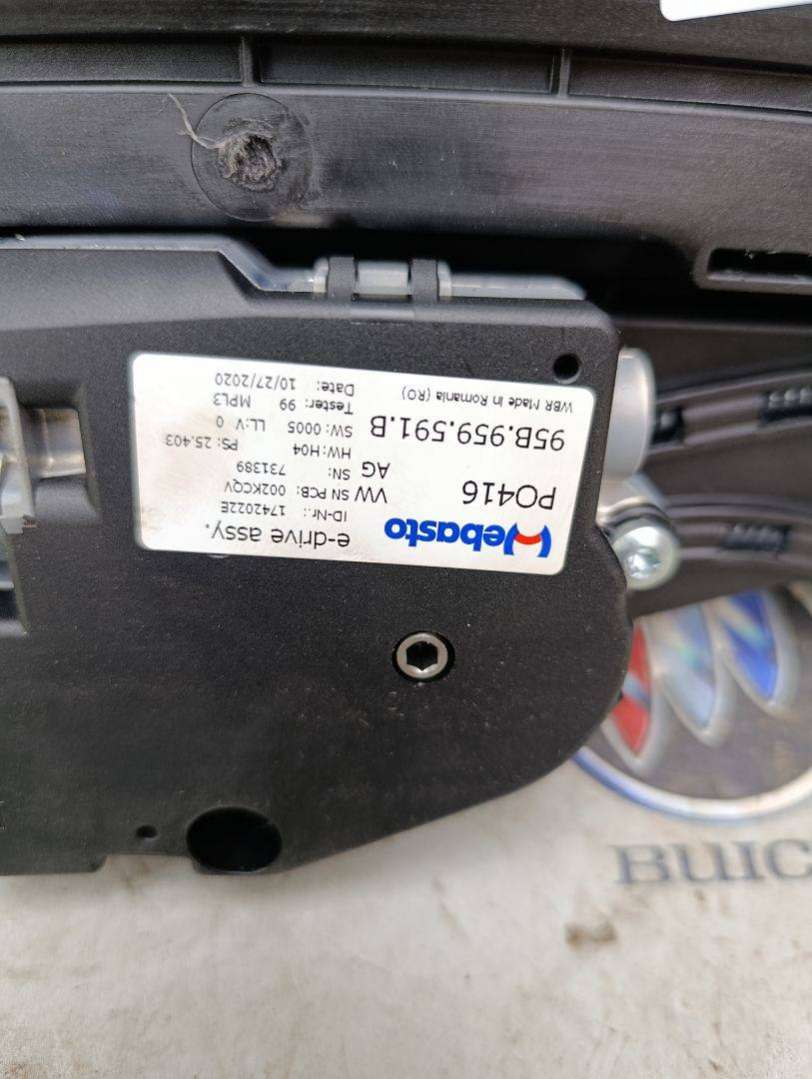 Webasto
e-drive assy.
PO416
VW
AG
ID-Nr.: 1742022E
SN PCB: 002KCQV
SN: 731389
HW: H04 PS: 25.403
95B.959.591.B
SW: 0005 LL: V 0
Tester: 99 MPL3
WBR Made in Romania (RO)
Date: 10/27/2020
BUIC